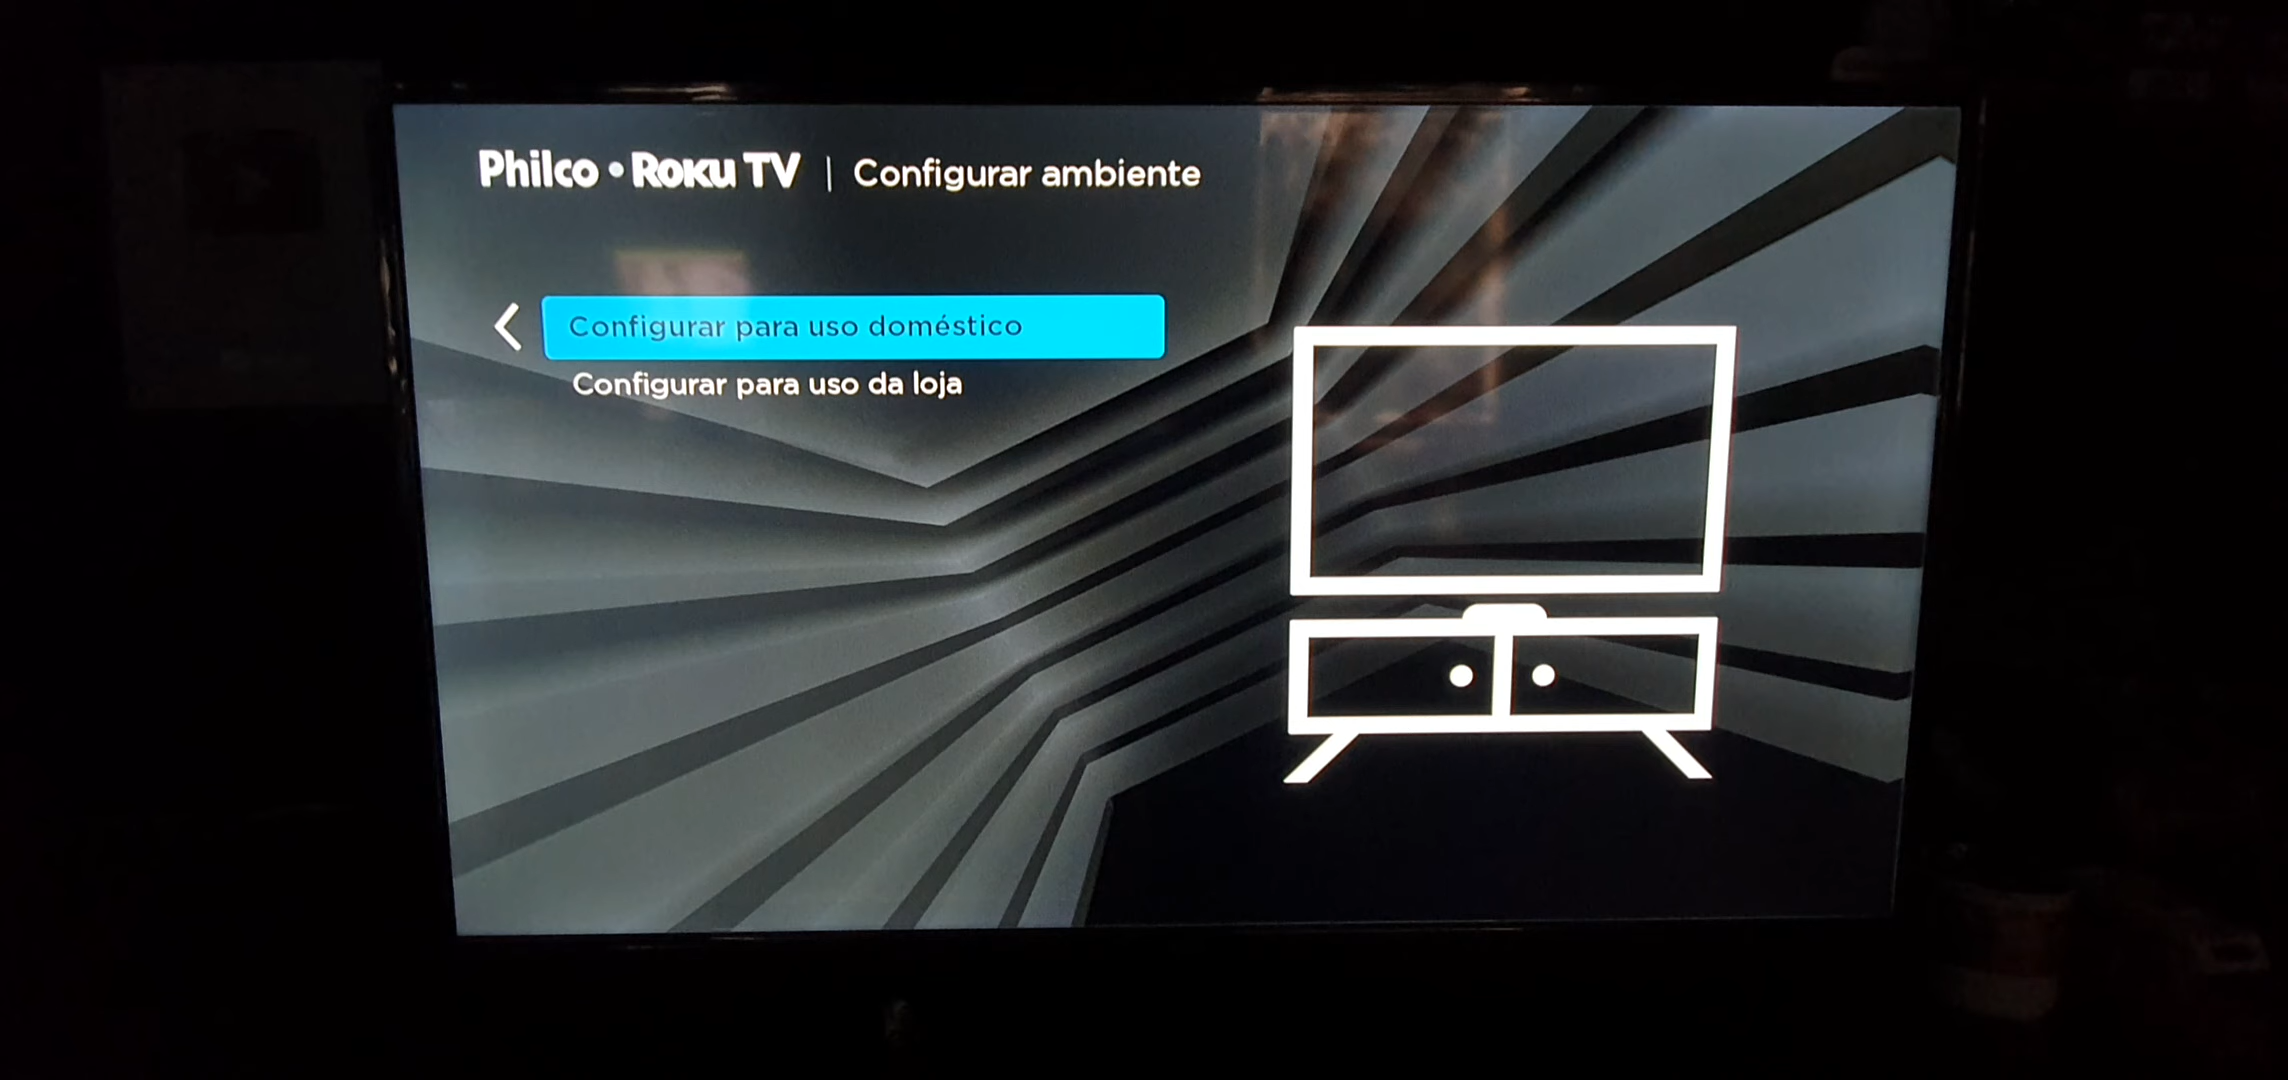 Philco • Roku TV | Configurar ambiente
Configurar para uso doméstico
Configurar para uso da loja